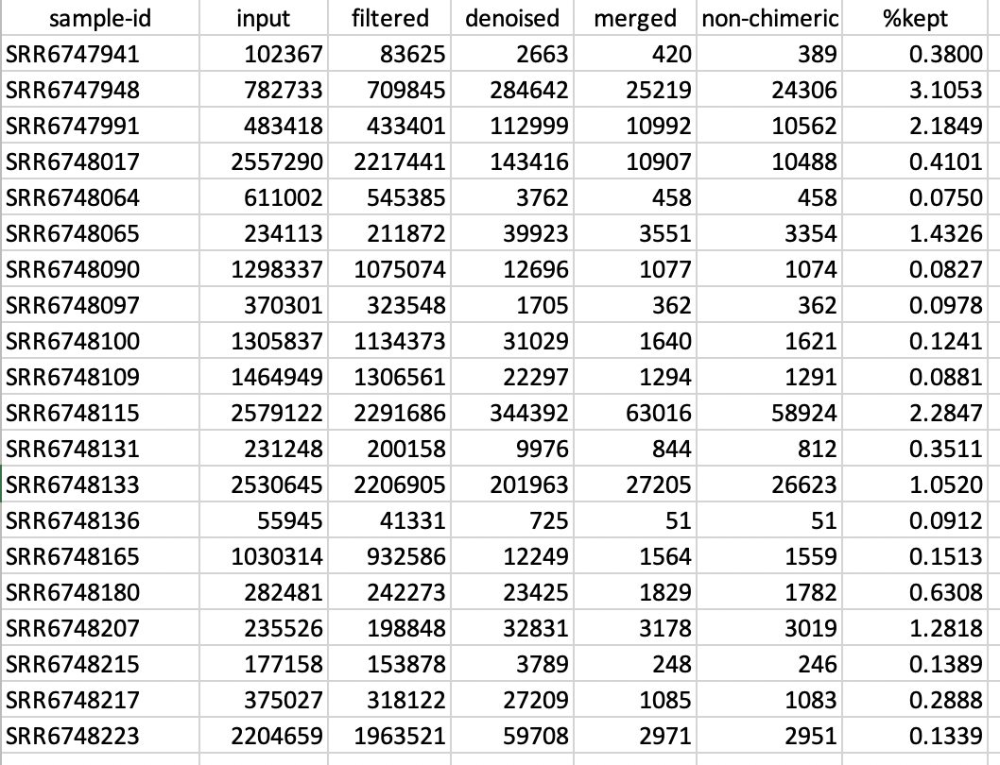 sample-id input filtered denoised merged non-chimeric %kept
SRR6747941 102367 83625 2663 420 389 0.3800
SRR6747948 782733 709845 284642 25219 24306 3.1053
SRR6747991 483418 433401 112999 10992 10562 2.1849
SRR6748017 2557290 2217441 143416 10907 10488 0.4101
SRR6748064 611002 545385 3762 458 458 0.0750
SRR6748065 234113 211872 39923 3551 3354 1.4326
SRR6748090 1298337 1075074 12696 1077 1074 0.0827
SRR6748097 370301 323548 1705 362 362 0.0978
SRR6748100 1305837 1134373 31029 1640 1621 0.1241
SRR6748109 1464949 1306561 22297 1294 1291 0.0881
SRR6748115 2579122 2291686 344392 63016 58924 2.2847
SRR6748131 231248 200158 9976 844 812 0.3511
SRR6748133 2530645 2206905 201963 27205 26623 1.0520
SRR6748136 55945 41331 725 51 51 0.0912
SRR6748165 1030314 932586 12249 1564 1559 0.1513
SRR6748180 282481 242273 23425 1829 1782 0.6308
SRR6748207 235526 198848 32831 3178 3019 1.2818
SRR6748215 177158 153878 3789 248 246 0.1389
SRR6748217 375027 318122 27209 1085 1083 0.2888
SRR6748223 2204659 1963521 59708 2971 2951 0.1339